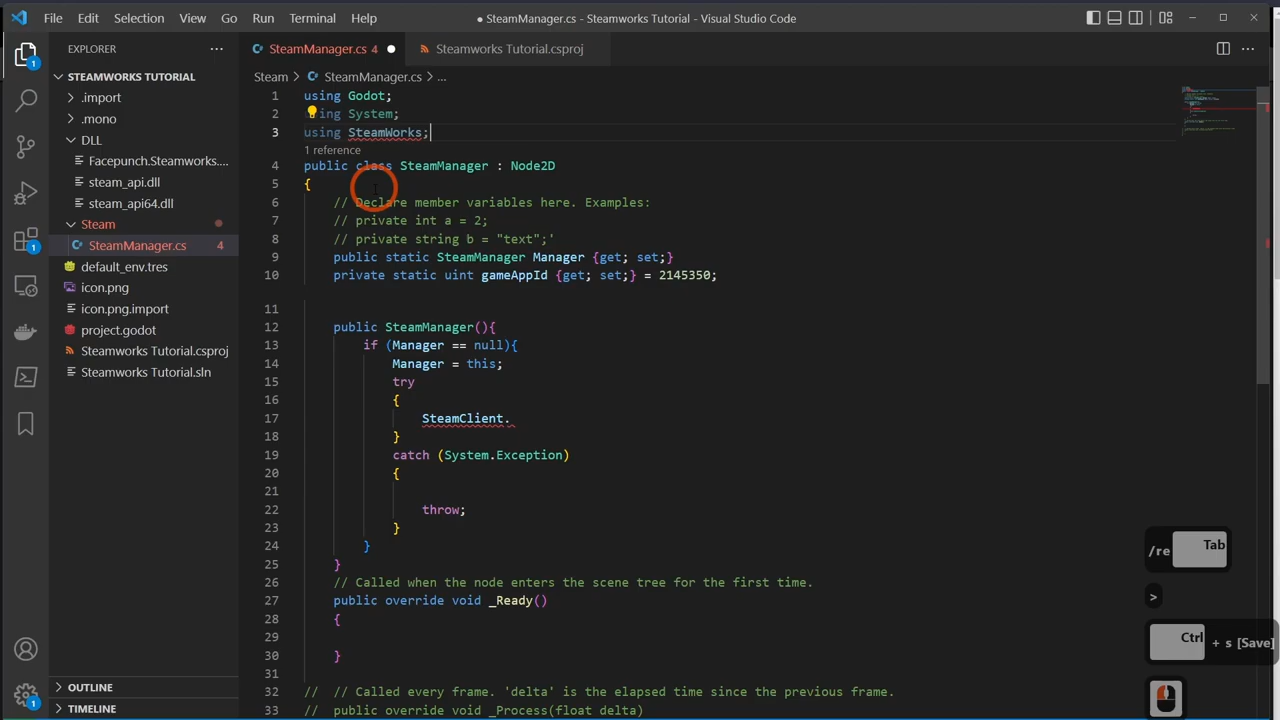 File Edit Selection View Go Run Terminal Help
● SteamManager.cs - Steamworks Tutorial - Visual Studio Code
EXPLORER
STEAMWORKS TUTORIAL
.import
.mono
DLL
Facepunch.Steamworks....
steam_api.dll
steam_api64.dll
Steam
SteamManager.cs 4
default_env.tres
icon.png
icon.png.import
project.godot
Steamworks Tutorial.csproj
Steamworks Tutorial.sln
OUTLINE
TIMELINE
1
1
1
SteamManager.cs 4
Steamworks Tutorial.csproj
Steam > SteamManager.cs > ...
1 using Godot;
2 ing System;
3 using SteamWorks;
1 reference
4 public class SteamManager : Node2D
5 {
6 // Declare member variables here. Examples:
7 // private int a = 2;
8 // private string b = "text";'
9 public static SteamManager Manager {get; set;}
10 private static uint gameAppId {get; set;} = 2145350;
11
12 public SteamManager(){
13 if (Manager == null){
14 Manager = this;
15 try
16 {
17 SteamClient.
18 }
19 catch (System.Exception)
20 {
21
22 throw;
23 }
24 }
25 }
26 // Called when the node enters the scene tree for the first time.
27 public override void _Ready()
28 {
29
30 }
31
32 // // Called every frame. 'delta' is the elapsed time since the previous frame.
33 // public override void _Process(float delta)
/re Tab
>
Ctrl + s [Save]